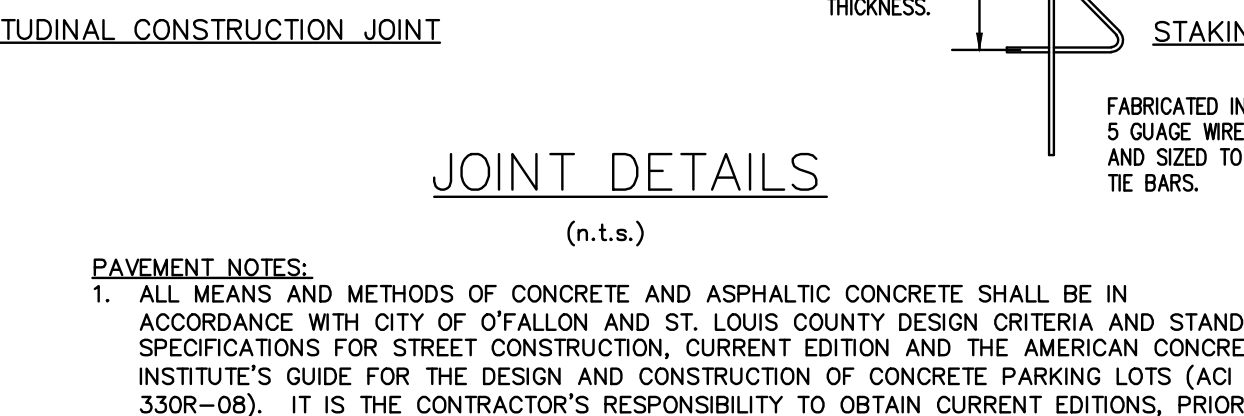 THICKNESS.
TUDINAL CONSTRUCTION JOINT
STAKIN
FABRICATED IN
5 GUAGE WIRE
AND SIZED TO
TIE BARS.
JOINT DETAILS
(n.t.s.)
PAVEMENT NOTES:
1. ALL MEANS AND METHODS OF CONCRETE AND ASPHALTIC CONCRETE SHALL BE IN
ACCORDANCE WITH CITY OF O'FALLON AND ST. LOUIS COUNTY DESIGN CRITERIA AND STAND
SPECIFICATIONS FOR STREET CONSTRUCTION, CURRENT EDITION AND THE AMERICAN CONCRE
INSTITUTE'S GUIDE FOR THE DESIGN AND CONSTRUCTION OF CONCRETE PARKING LOTS (ACI
330R-08). IT IS THE CONTRACTOR'S RESPONSIBILITY TO OBTAIN CURRENT EDITIONS, PRIOR